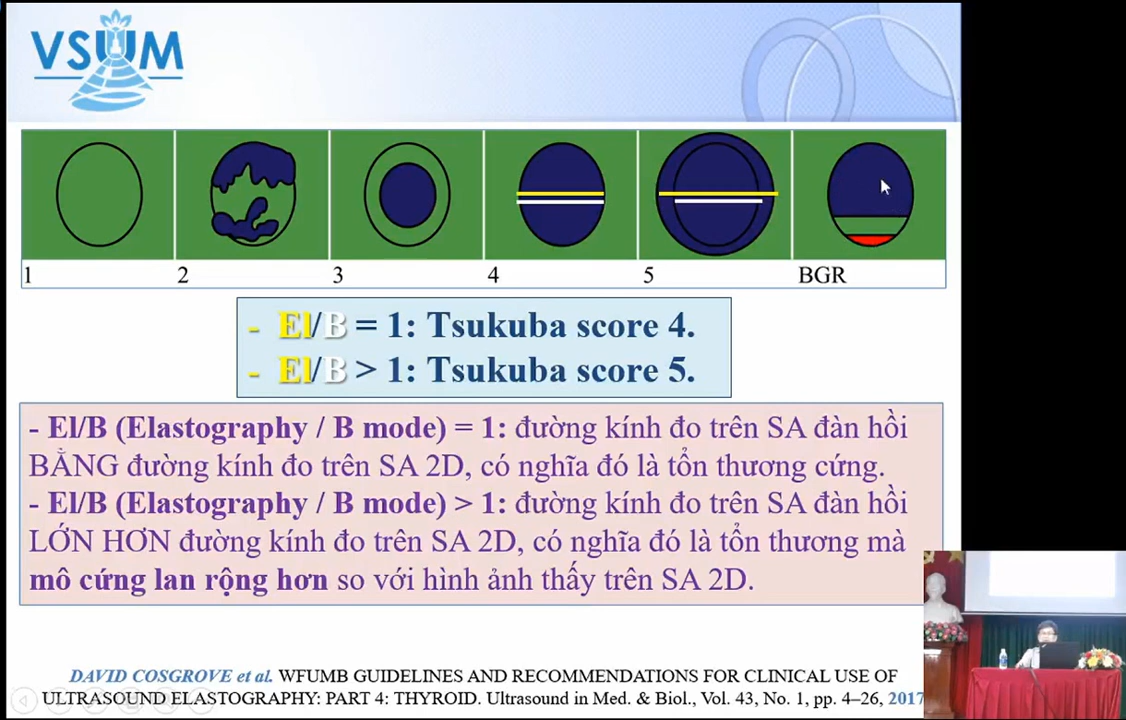 VSUM
1 2 3 4 5 BGR
- El/B = 1: Tsukuba score 4.
- El/B > 1: Tsukuba score 5.
- El/B (Elastography / B mode) = 1: đường kính đo trên SA đàn hồi
BẰNG đường kính đo trên SA 2D, có nghĩa đó là tổn thương cứng.
- El/B (Elastography / B mode) > 1: đường kính đo trên SA đàn hồi
LỚN HƠN đường kính đo trên SA 2D, có nghĩa đó là tổn thương mà
mô cứng lan rộng hơn so với hình ảnh thấy trên SA 2D.
DAVID COSGROVE et al. WFUMB GUIDELINES AND RECOMMENDATIONS FOR CLINICAL USE OF
ULTRASOUND ELASTOGRAPHY: PART 4: THYROID. Ultrasound in Med. & Biol., Vol. 43, No. 1, pp. 4–26, 2017